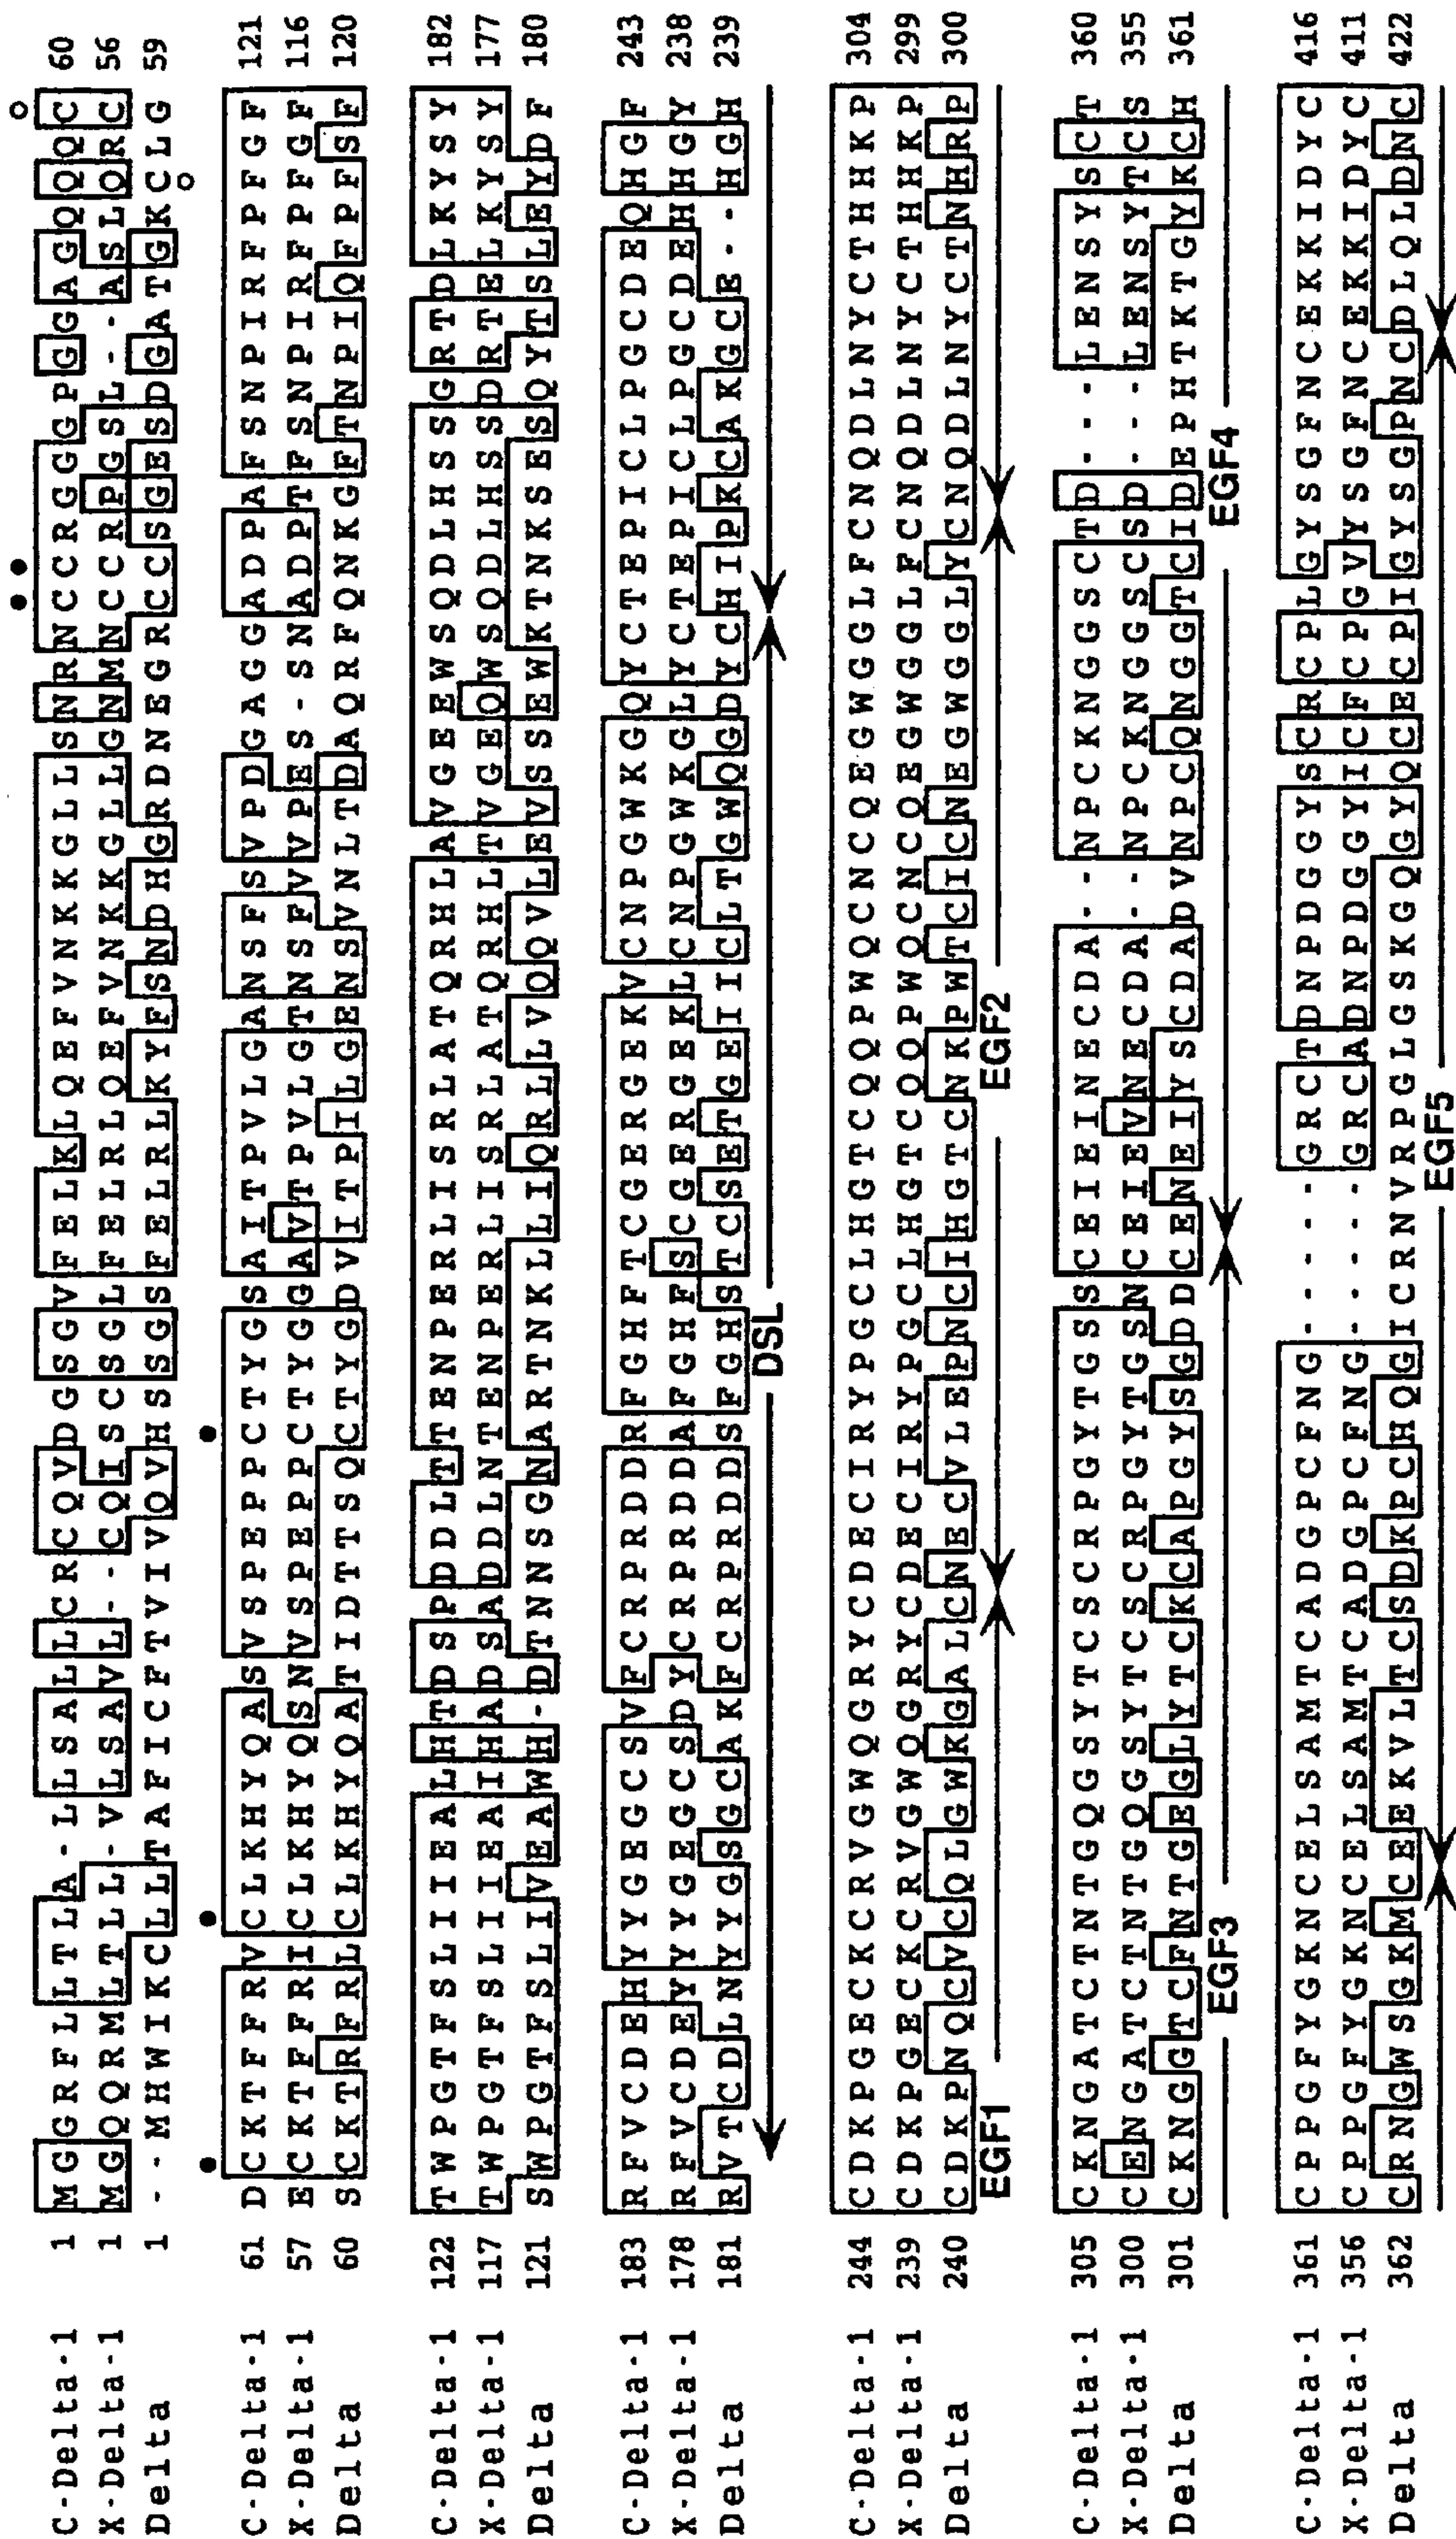 C-Delta-1 1 MGGRFLLTLA-LLSALLCRCQVDGSGVFELKLQEFVNKKGLLSNRNCCRGGGPGGAGQQQC 60
X-Delta-1 1 MGQQRMLTLL-VLSAVL--CQISCSGLFELRLQEFVNKKGLLGNMNCCRPGSL--ASLQRC 56
Delta 1 --MHWIKCLLTAFICFTVIVQVHSSGSFELRLKYFSNDHGRDNEGRCCSGESDGATGKCLG 59
C-Delta-1 61 DCKTFFRVCLKHYQASVSPEPPCTYGSAITPVLGANSFSVPDGAGGADPAFSNPIRFPFGF 121
X-Delta-1 57 ECKTFFRICLKHYQSNVSPEPPCTYGGAVTPVLGTNSFVVPES-SNADPTFSNPIRFPFGF 116
Delta 60 SCKTRFRLCLKHYQATIDTTSQCTYGDVITPILGENSVNLTDAQRFQNKGFTNPIQFPFSF 120
C-Delta-1 122 TWPGTFSLIIEALHTDSPDDLTTENPERLISRLATQRHLAVGEEWSQDLHSSGRTDLKYSY 182
X-Delta-1 117 TWPGTFSLIIEAIHADSADDLNTENPERLISRLATQRHLTVGEQWSQDLHSSDRTELKYSY 177
Delta 121 SWPGTFSLIVEAWH-DTNNSGNARTNKLLIQRLLVQQVLEVSSEWKTNKSESQYTSLEYDF 180
C-Delta-1 183 RFVCDEHYYGEGCSVFCRPRDDRFGHFTCGERGEKVCNPGWKGQYCTEPICLPGCDEQHGF 243
X-Delta-1 178 RFVCDEYYYGEGCSDYCRPRDDAFGHFSCGERGEKLCNPGWKGLYCTEPICLPGCDEHHGY 238
Delta 181 RVTCDLNYYGSGCAKFCRPRDDSFGHSTCSETGEIICLTGWQGDYCHIPKCAKGCE--HGH 239
DSL
C-Delta-1 244 CDKPGECKCRVGWQGRYCDECIRYPGCLHGTCQQPWQCNCQEGWGGLFCNQDLNYCTHHKP 304
X-Delta-1 239 CDKPGECKCRVGWQGRYCDECIRYPGCLHGTCQQPWQCNCQEGWGGLFCNQDLNYCTHHKP 299
Delta 240 CDKPNQCVCQLGWKGALCNECVLEPNCIHGTCNKPWTCICNEGWGGLYCNQDLNYCTNHRP 300
EGF1 EGF2
C-Delta-1 305 CKNGATCTNTGQGSYTCSCRPGYTGSSCEIEINECDA--NPCKNGGSCTD---LENSYSCT 360
X-Delta-1 300 CENGATCTNTGQGSYTCSCRPGYTGSNCEIEVNECDA--NPCKNGGSCSD---LENSYTCS 355
Delta 301 CKNGGTCFNTGEGLYTCKCAPGYSGDDCENEIYSCDADVNPCQNGGTCIDEPHTKTGYKCH 361
EGF3 EGF4
C-Delta-1 361 CPPGFYGKNCELSAMTCADGPCFNG-----GRCTDNPDGGYSCRCPLGYSGFNCEKKIDYC 416
X-Delta-1 356 CPPGFYGKNCELSAMTCADGPCFNG-----GRCADNPDGGYICFCPGVYSGFNCEKKIDYC 411
Delta 362 CRNGWSGKMCEEKVLTCSDKPCHQGICRNVRPGLGSKGQGYQCECPIGYSGPNCDLQLDNC 422
EGF5